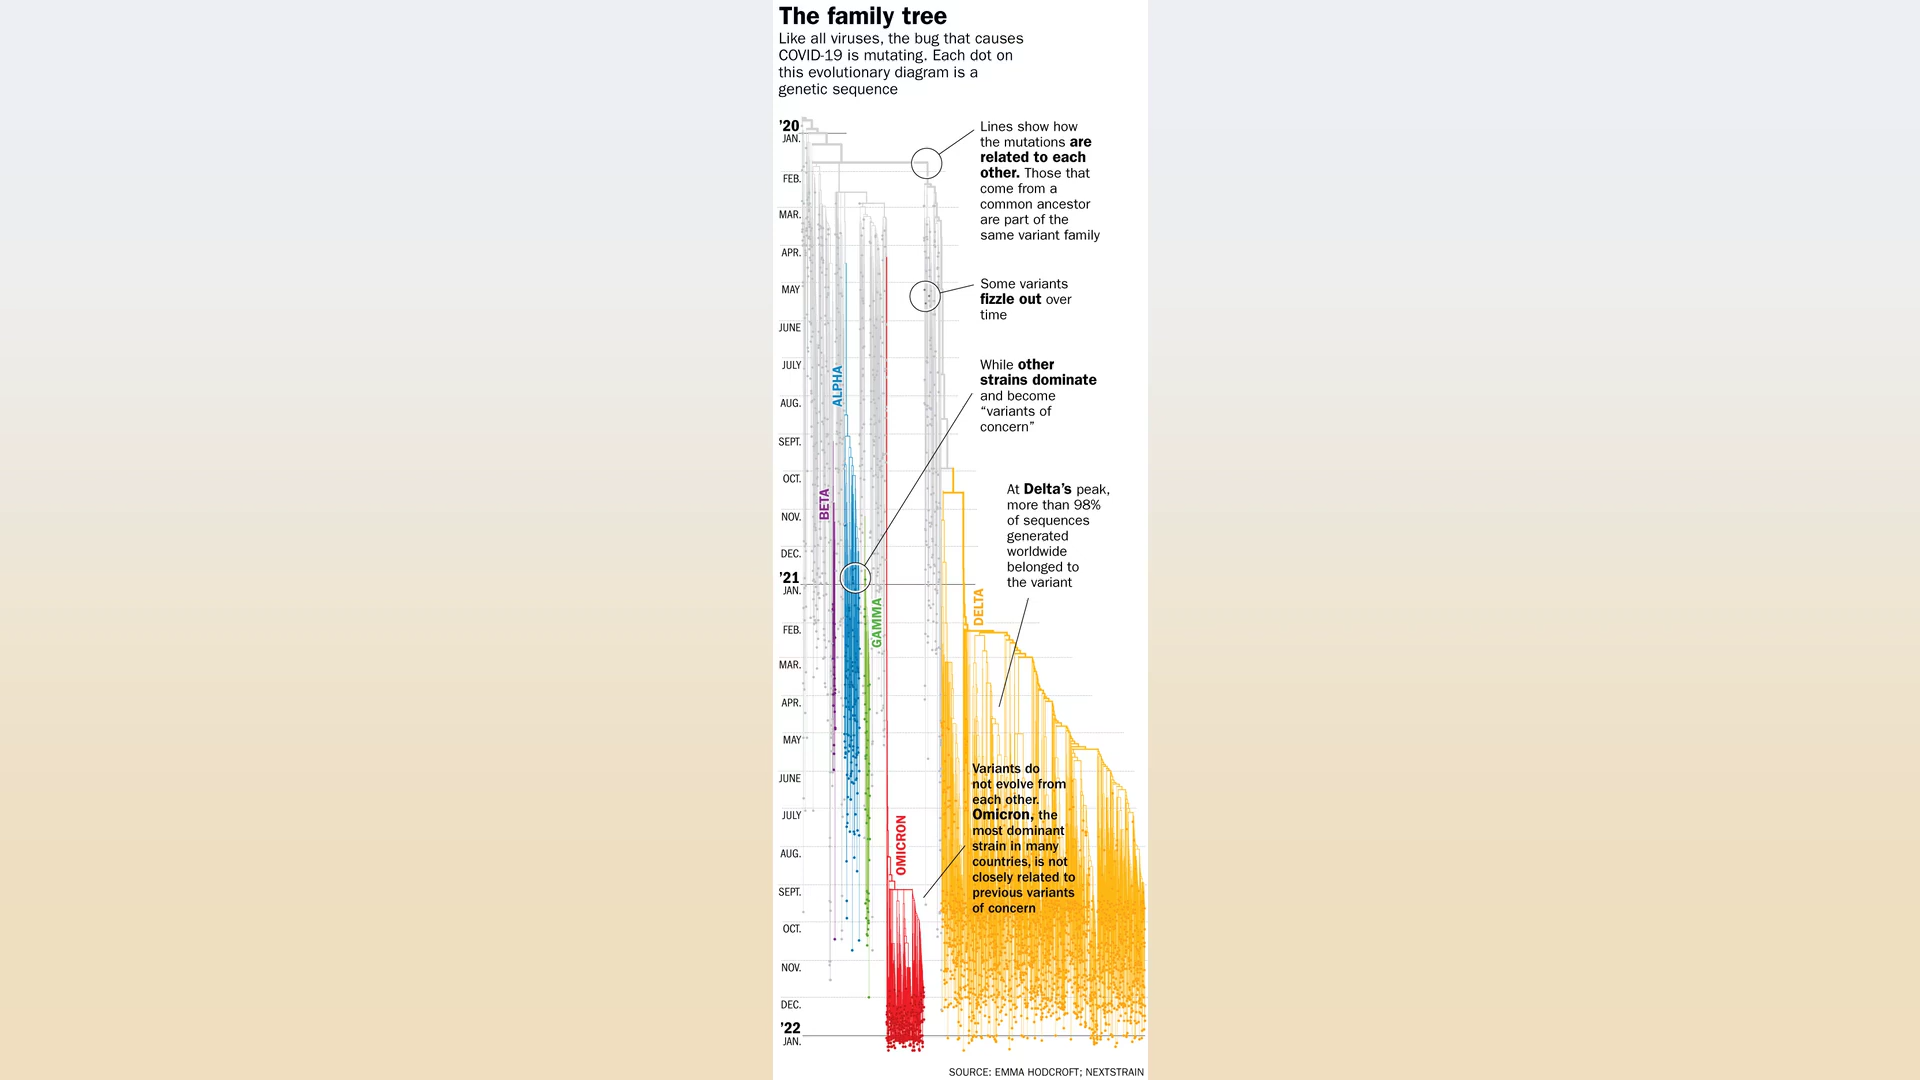 The family tree
Like all viruses, the bug that causes
COVID-19 is mutating. Each dot on
this evolutionary diagram is a
genetic sequence
’20
JAN.
FEB.
MAR.
APR.
MAY
JUNE
JULY
AUG.
SEPT.
OCT.
NOV.
DEC.
’21
JAN.
FEB.
MAR.
APR.
MAY
JUNE
JULY
AUG.
SEPT.
OCT.
NOV.
DEC.
’22
JAN.
Lines show how
the mutations are
related to each
other. Those that
come from a
common ancestor
are part of the
same variant family
Some variants
fizzle out over
time
While other
strains dominate
and become
“variants of
concern”
At Delta’s peak,
more than 98%
of sequences
generated
worldwide
belonged to
the variant
Variants do
not evolve from
each other.
Omicron, the
most dominant
strain in many
countries, is not
closely related to
previous variants
of concern
ALPHA
BETA
GAMMA
DELTA
OMICRON
SOURCE: EMMA HODCROFT; NEXTSTRAIN